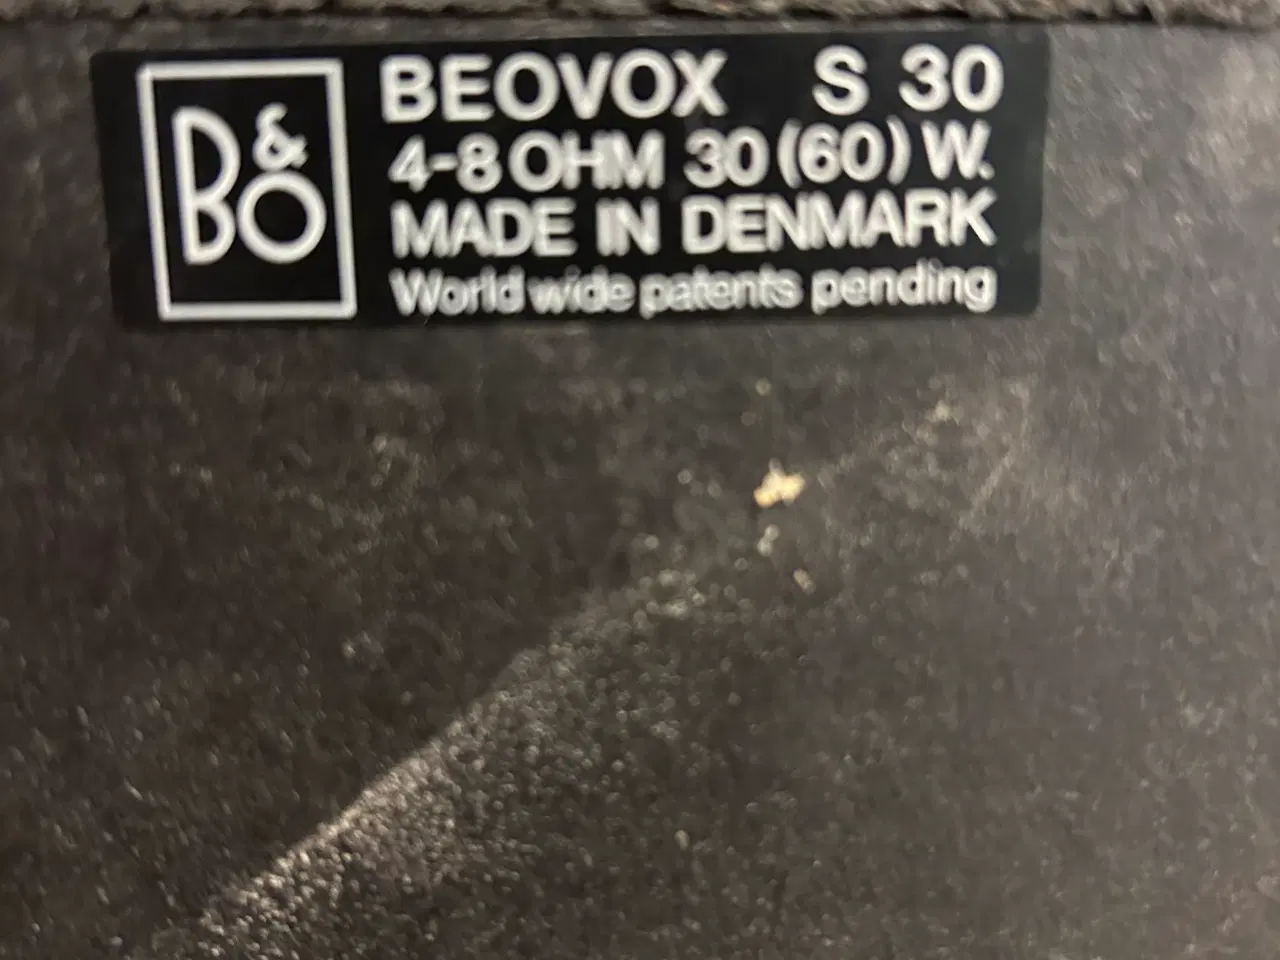 B&O
BEOVOX S 30
4-8 OHM 30 (60) W.
MADE IN DENMARK
World wide patents pending